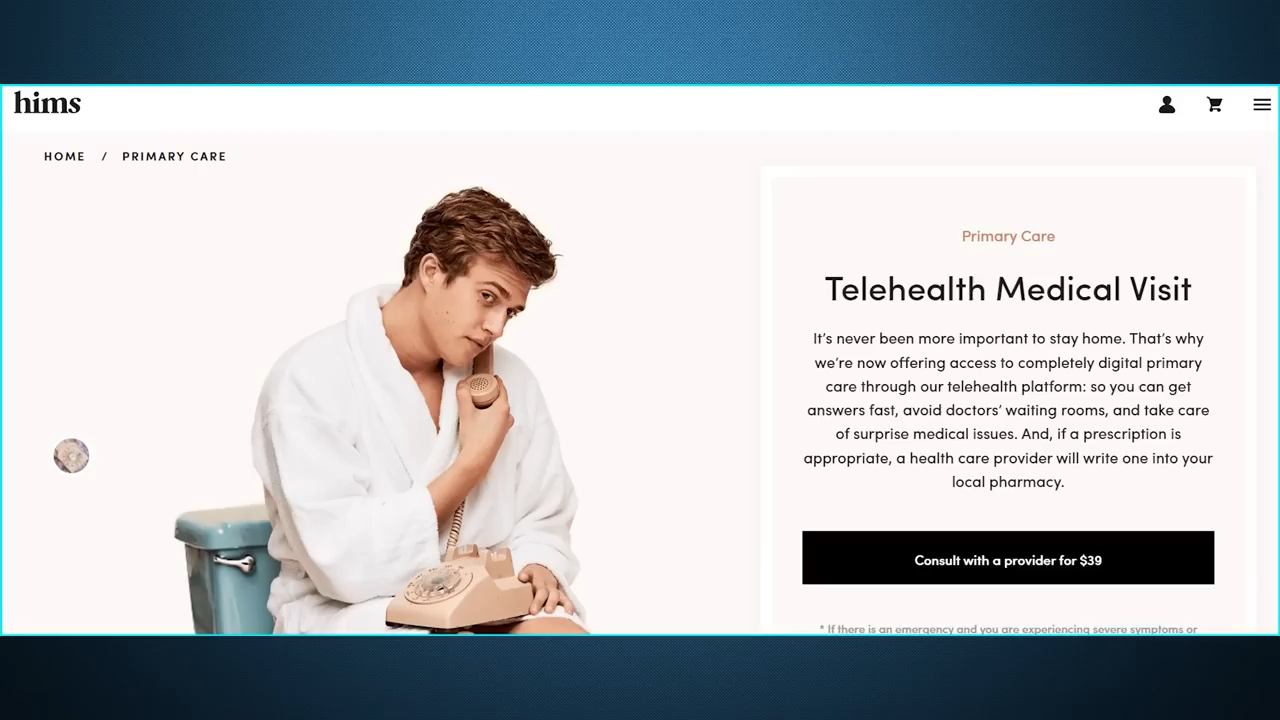 hims
HOME / PRIMARY CARE
Primary Care
Telehealth Medical Visit
It’s never been more important to stay home. That’s why
we’re now offering access to completely digital primary
care through our telehealth platform: so you can get
answers fast, avoid doctors’ waiting rooms, and take care
of surprise medical issues. And, if a prescription is
appropriate, a health care provider will write one into your
local pharmacy.
Consult with a provider for $39
* If there is an emergency and you are experiencing severe symptoms or